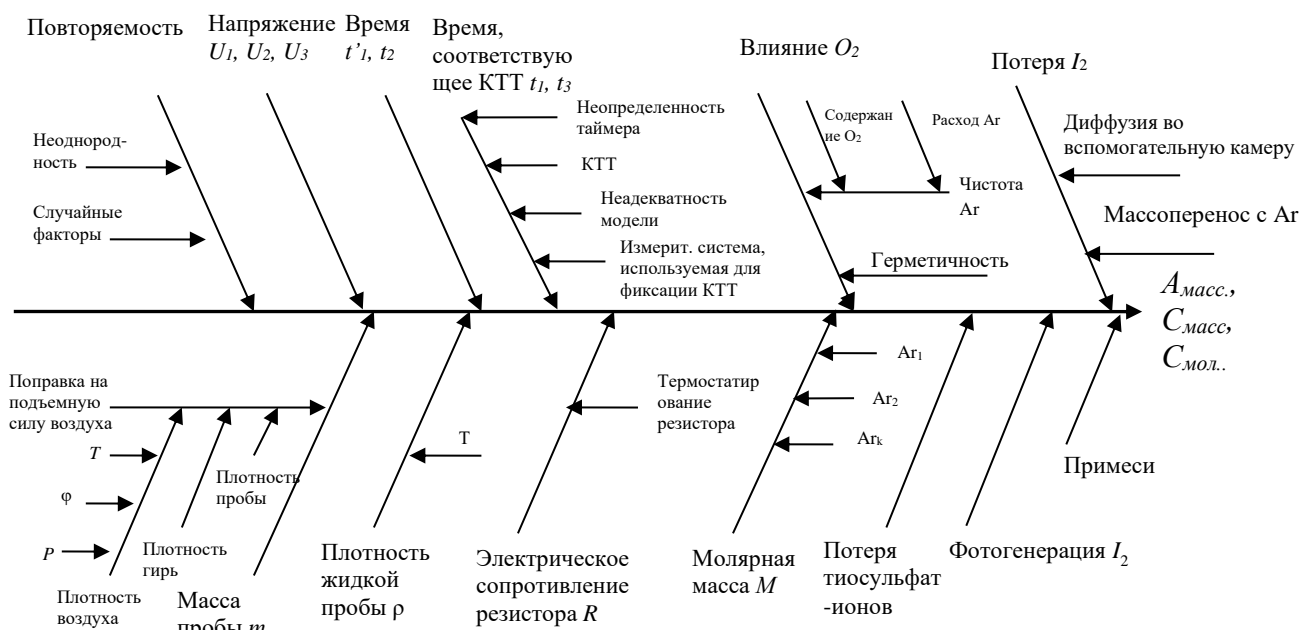 Повторяемость
Напряжение
U1, U2, U3
Время
t’1, t2
Время,
соответствую
щее КТТ t1, t3
Влияние O2
Потеря I2
Неоднород-
ность
Случайные
факторы
Неопределенность
таймера
КТТ
Неадекватность
модели
Измерит. система,
используемая для
фиксации КТТ
Содержан
ие O2
Расход Ar
Чистота
Ar
Герметичность
Диффузия во
вспомогательную камеру
Массоперенос с Ar
Aмасс.,
Cмасс,
Cмол..
Поправка на
подъемную
силу воздуха
T
φ
P
Плотность
воздуха
Плотность
гирь
Плотность
пробы
Масса
пробы m
T
Плотность
жидкой
пробы ρ
Термостатир
ование
резистора
Электрическое
сопротивление
резистора R
Ar1
Ar2
Ark
Молярная
масса M
Потеря
тиосульфат
-ионов
Фотогенерация I2
Примеси